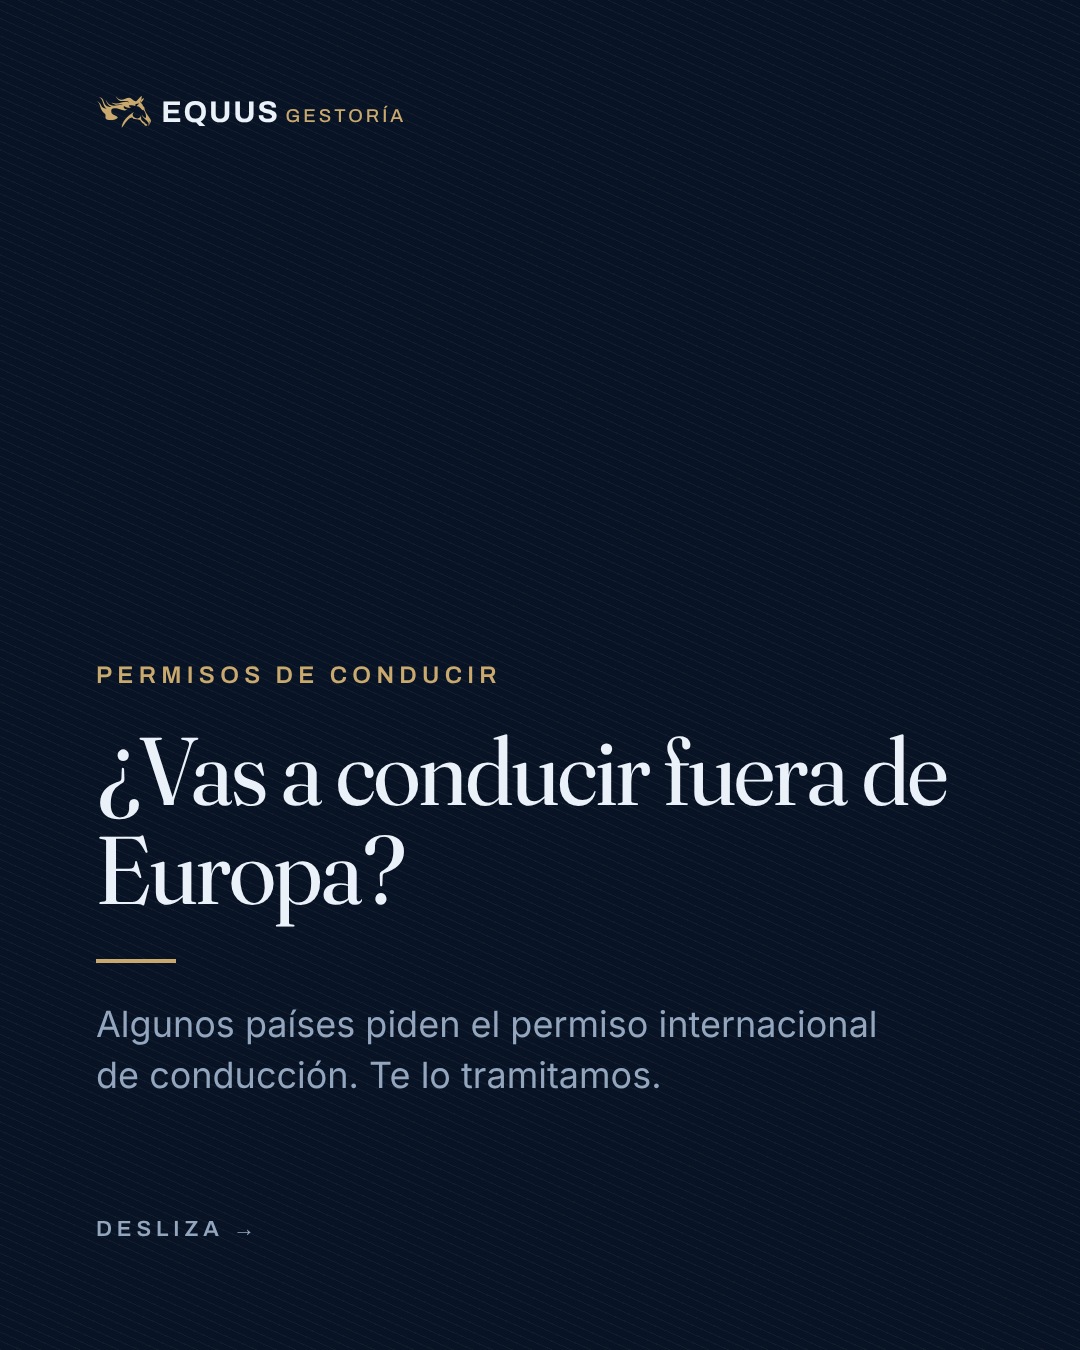 EQUUS GESTORÍA
PERMISOS DE CONDUCIR
¿Vas a conducir fuera de
Europa?
Algunos países piden el permiso internacional
de conducción. Te lo tramitamos.
DESLIZA →